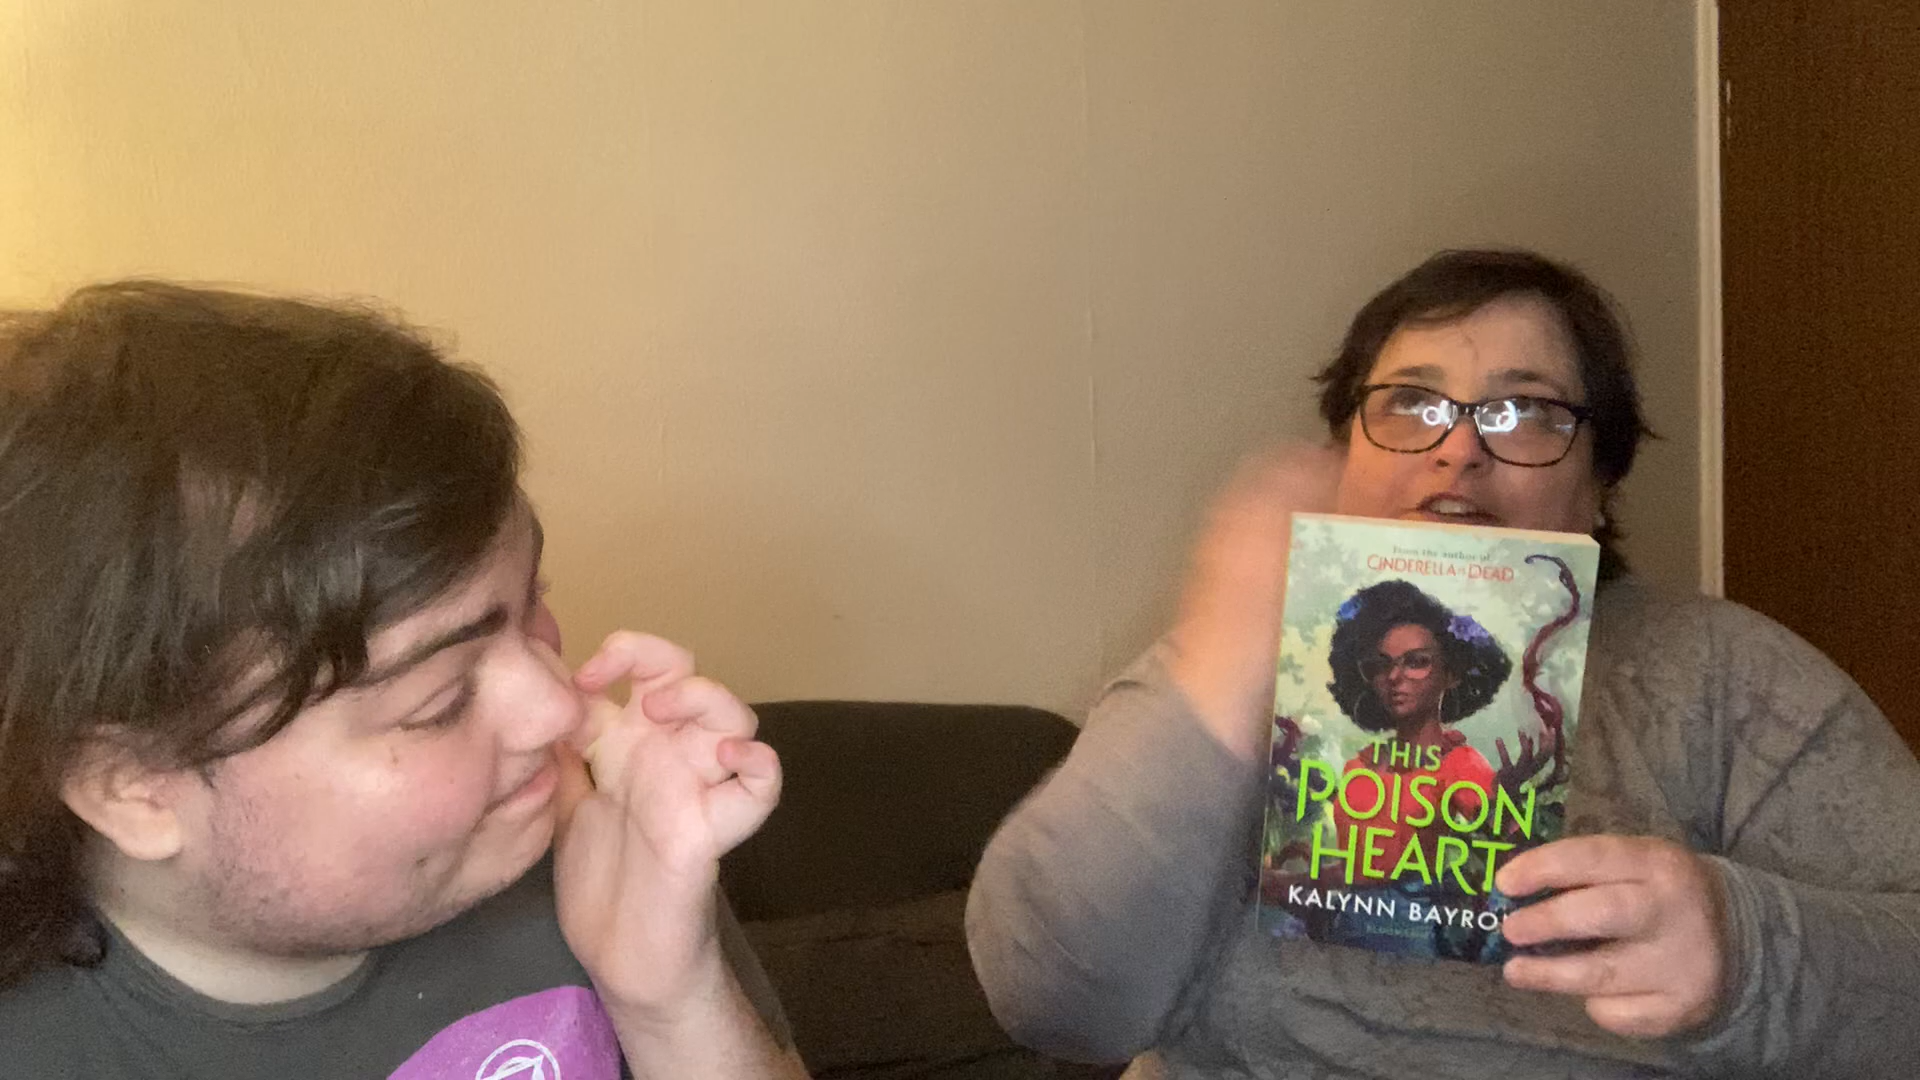 From the author of
CINDERELLA IS DEAD
THIS
POISON
HEART
KALYNN BAYRO